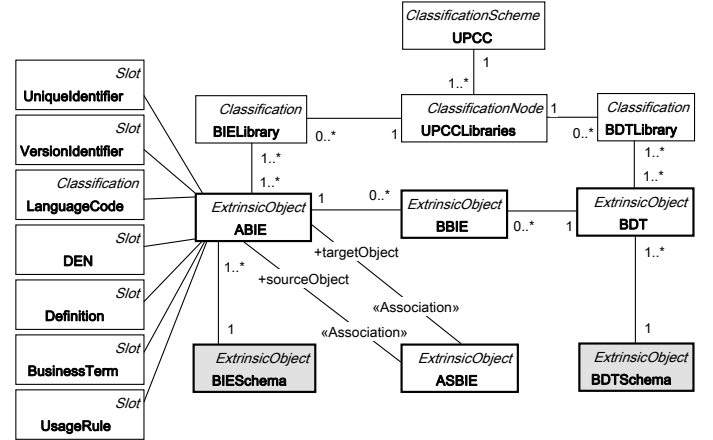 ClassificationScheme
UPCC
1
1..*
Slot
UniqueIdentifier
Classification
BIELibrary
0..*
1
ClassificationNode
UPCCLibraries
1
0..*
Classification
BDTLibrary
Slot
VersionIdentifier
1..*
1..*
1..*
1..*
Classification
LanguageCode
ExtrinsicObject
ABIE
1
0..*
ExtrinsicObject
BBIE
0..*
1
ExtrinsicObject
BDT
Slot
DEN
+targetObject
1..*
+sourceObject
1..*
Slot
Definition
«Association»
«Association»
1
1
Slot
BusinessTerm
ExtrinsicObject
BIESchema
ExtrinsicObject
ASBIE
ExtrinsicObject
BDTSchema
Slot
UsageRule